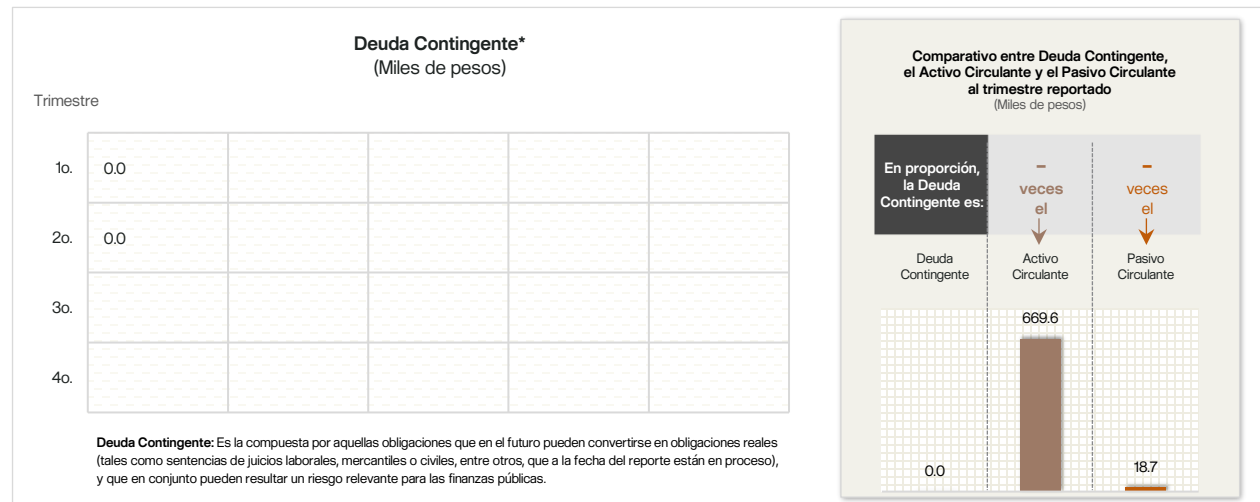 Deuda Contingente*
(Miles de pesos)
Trimestre
1o. 0.0
2o. 0.0
3o.
4o.
Deuda Contingente: Es la compuesta por aquellas obligaciones que en el futuro pueden convertirse en obligaciones reales
(tales como sentencias de juicios laborales, mercantiles o civiles, entre otros, que a la fecha del reporte están en proceso),
y que en conjunto pueden resultar un riesgo relevante para las finanzas públicas.
Comparativo entre Deuda Contingente,
el Activo Circulante y el Pasivo Circulante
al trimestre reportado
(Miles de pesos)
En proporción,
la Deuda
Contingente es:
–
veces
el
–
veces
el
Deuda
Contingente
Activo
Circulante
Pasivo
Circulante
0.0
669.6
18.7